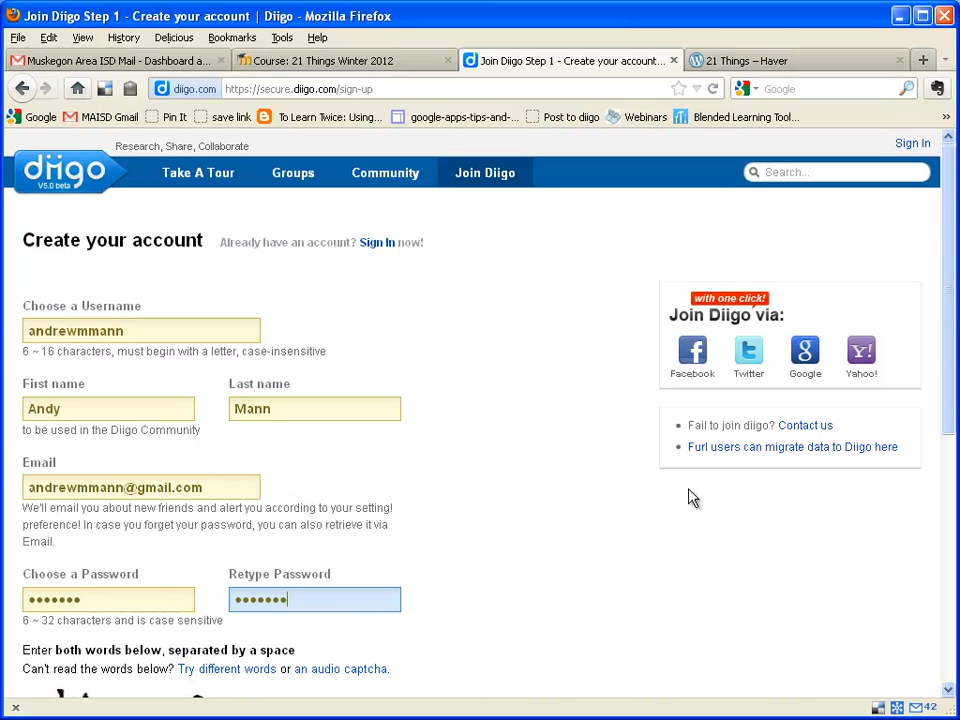 Join Diigo Step 1 - Create your account | Diigo - Mozilla Firefox
File Edit View History Delicious Bookmarks Tools Help
Muskegon Area ISD Mail - Dashboard a...
Course: 21 Things Winter 2012
Join Diigo Step 1 - Create your account...
21 Things – Haver
diigo.com
https://secure.diigo.com/sign-up
Google
Google MAISD Gmail Pin It save link To Learn Twice: Using... google-apps-tips-and-... Post to diigo Webinars Blended Learning Tool... »
Research, Share, Collaborate
Sign In
diigo
V5.0 beta
Take A Tour Groups Community Join Diigo
Search...
Create your account Already have an account? Sign In now!
Choose a Username
andrewmmann
6 ~ 16 characters, must begin with a letter, case-insensitive
First name Last name
Andy Mann
to be used in the Diigo Community
Email
andrewmmann@gmail.com
We'll email you about new friends and alert you according to your setting!
preference! In case you forget your password, you can also retrieve it via
Email.
Choose a Password Retype Password
••••••• •••••••
6 ~ 32 characters and is case sensitive
Enter both words below, separated by a space
Can't read the words below? Try different words or an audio captcha.
with one click!
Join Diigo via:
Facebook Twitter Google Yahoo!
• Fail to join diigo? Contact us
• Furl users can migrate data to Diigo here
x
42